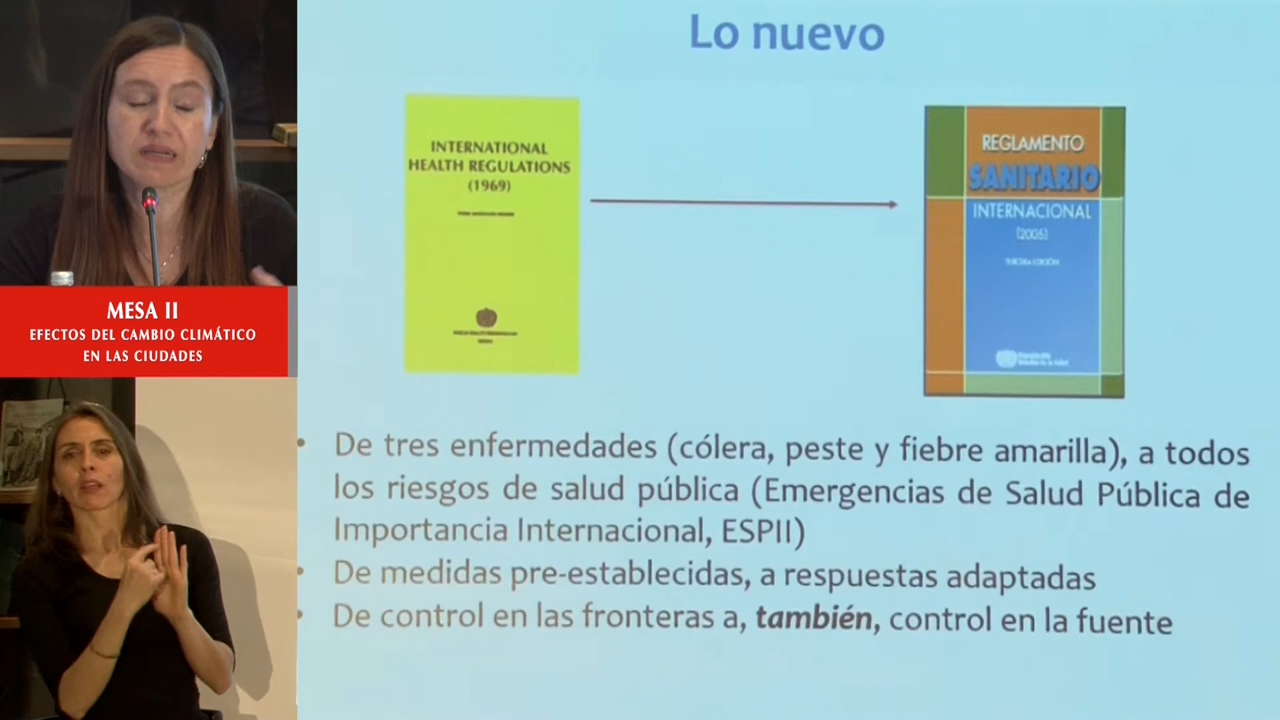 Lo nuevo
INTERNATIONAL
HEALTH REGULATIONS
(1969)
REGLAMENTO
SANITARIO
INTERNACIONAL
(2005)
TERCERA EDICIÓN
MESA II
EFECTOS DEL CAMBIO CLIMÁTICO
EN LAS CIUDADES
• De tres enfermedades (cólera, peste y fiebre amarilla), a todos
los riesgos de salud pública (Emergencias de Salud Pública de
Importancia Internacional, ESPII)
• De medidas pre-establecidas, a respuestas adaptadas
• De control en las fronteras a, también, control en la fuente